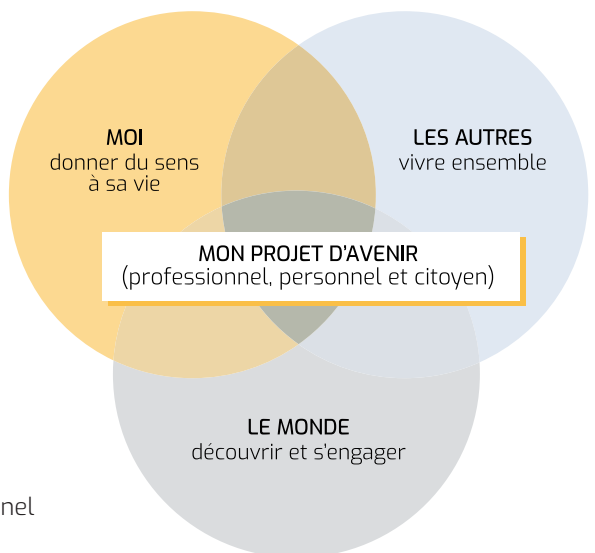 MOI
donner du sens
à sa vie
LES AUTRES
vivre ensemble
MON PROJET D'AVENIR
(professionnel, personnel et citoyen)
LE MONDE
découvrir et s'engager
nel